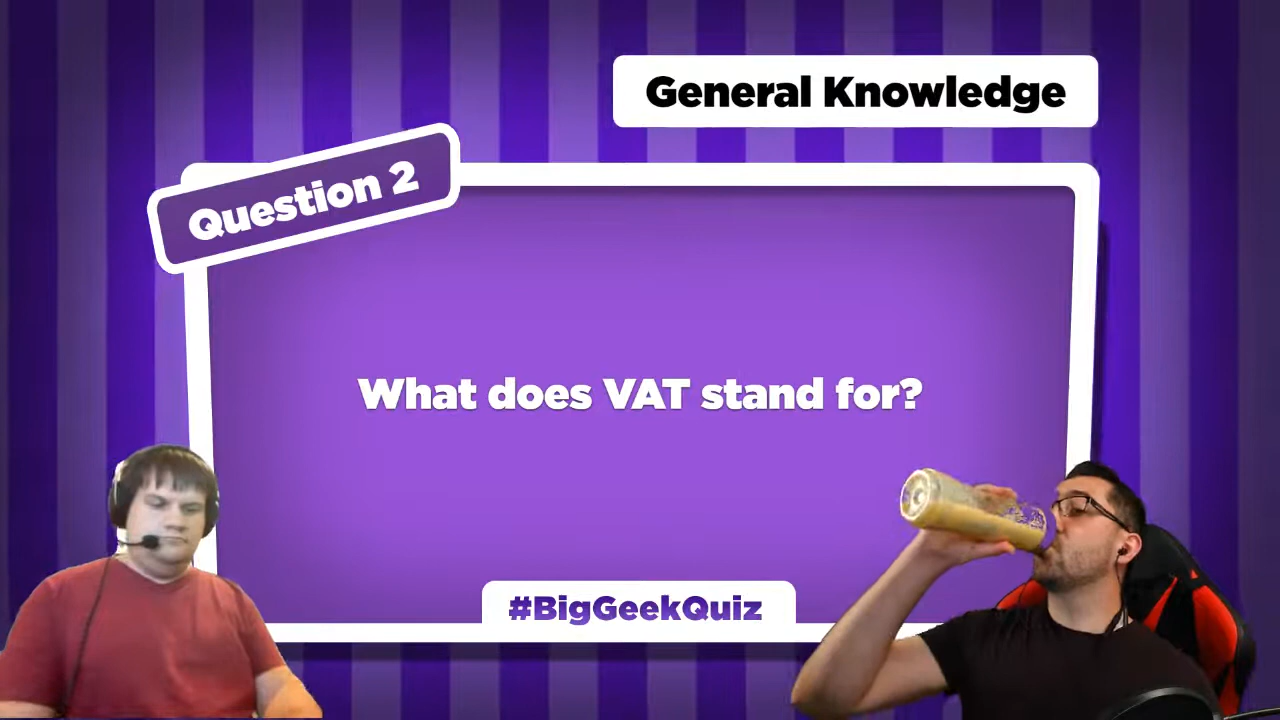 General Knowledge
Question 2
What does VAT stand for?
#BigGeekQuiz